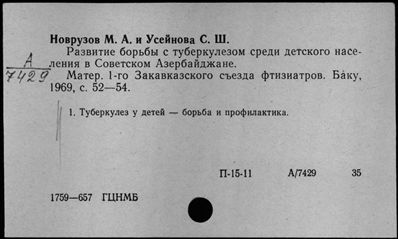 Новрузов М. А. и Усейнова С. Ш.
Развитие борьбы с туберкулезом среди детского насе-
ления в Советском Азербайджане.
А
7429
Матер. 1-го Закавказского съезда фтизиатров. Баку,
1969, с. 52—54.
1. Туберкулез у детей — борьба и профилактика.
П-15-11 А/7429 35
1759—657 ГЦНМБ